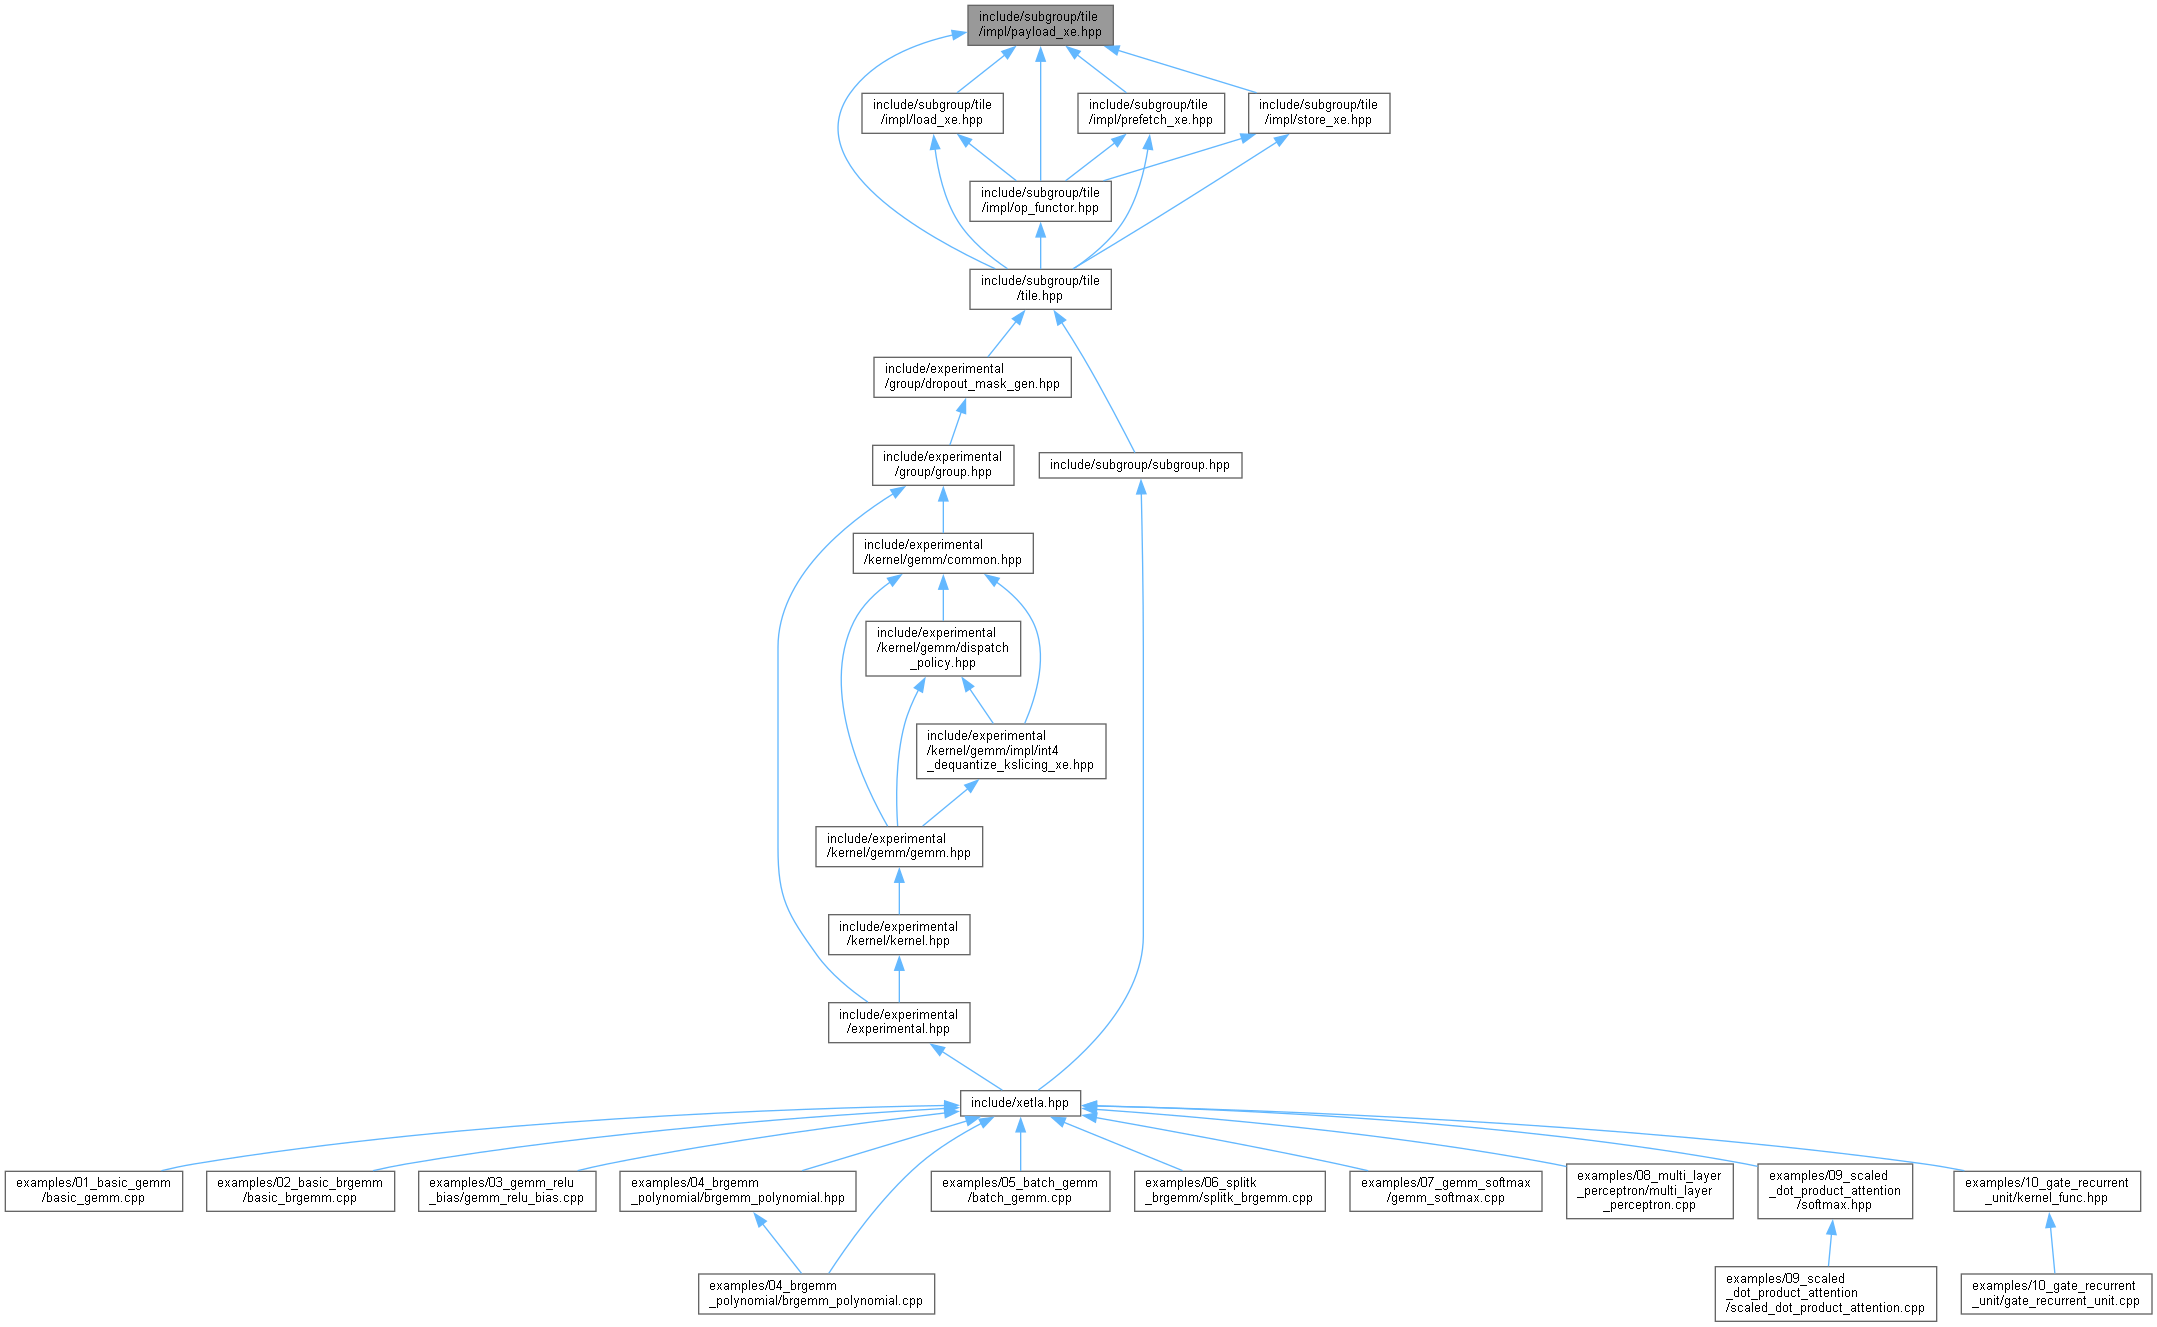 include/subgroup/tile
/impl/payload_xe.hpp
include/subgroup/tile
/impl/load_xe.hpp
include/subgroup/tile
/impl/prefetch_xe.hpp
include/subgroup/tile
/impl/store_xe.hpp
include/subgroup/tile
/impl/op_functor.hpp
include/subgroup/tile
/tile.hpp
include/experimental
/group/dropout_mask_gen.hpp
include/experimental
/group/group.hpp
include/subgroup/subgroup.hpp
include/experimental
/kernel/gemm/common.hpp
include/experimental
/kernel/gemm/dispatch
_policy.hpp
include/experimental
/kernel/gemm/impl/int4
_dequantize_kslicing_xe.hpp
include/experimental
/kernel/gemm/gemm.hpp
include/experimental
/kernel/kernel.hpp
include/experimental
/experimental.hpp
include/xetla.hpp
examples/01_basic_gemm
/basic_gemm.cpp
examples/02_basic_brgemm
/basic_brgemm.cpp
examples/03_gemm_relu
_bias/gemm_relu_bias.cpp
examples/04_brgemm
_polynomial/brgemm_polynomial.hpp
examples/05_batch_gemm
/batch_gemm.cpp
examples/06_splitk
_brgemm/splitk_brgemm.cpp
examples/07_gemm_softmax
/gemm_softmax.cpp
examples/08_multi_layer
_perceptron/multi_layer
_perceptron.cpp
examples/09_scaled
_dot_product_attention
/softmax.hpp
examples/10_gate_recurrent
_unit/kernel_func.hpp
examples/04_brgemm
_polynomial/brgemm_polynomial.cpp
examples/09_scaled
_dot_product_attention
/scaled_dot_product_attention.cpp
examples/10_gate_recurrent
_unit/gate_recurrent_unit.cpp